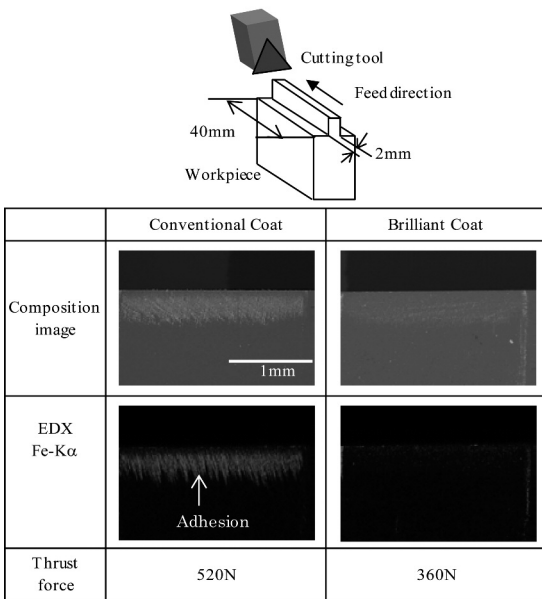 Cutting tool
Feed direction
40mm
2mm
Workpiece
Conventional Coat
Brilliant Coat
Composition
image
1mm
EDX
Fe-Kα
Adhesion
Thrust
force
520N
360N